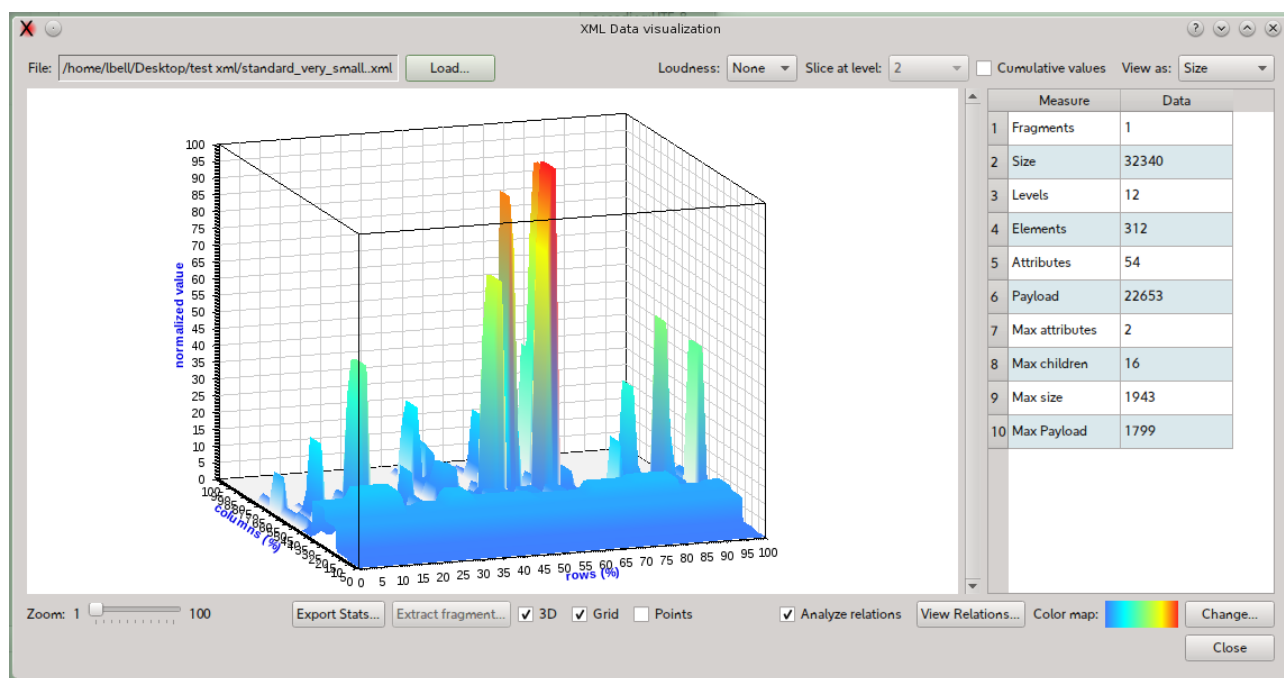 XML Data visualization
File: /home/lbell/Desktop/test xml/standard_very_small..xml Load... Loudness: None Slice at level: 2 Cumulative values View as: Size
Measure Data
1 Fragments 1
2 Size 32340
3 Levels 12
4 Elements 312
5 Attributes 54
6 Payload 22653
7 Max attributes 2
8 Max children 16
9 Max size 1943
10 Max Payload 1799
100
95
90
85
80
75
70
65
60
55
50
45
40
35
30
25
20
15
10
5
0
normalized value
columns (%)
0 5 10 15 20 25 30 35 40 45 50 55 60 65 70 75 80 85 90 95 100
rows (%)
Zoom: 1 100 Export Stats... Extract fragment... 3D Grid Points Analyze relations View Relations... Color map: Change...
Close